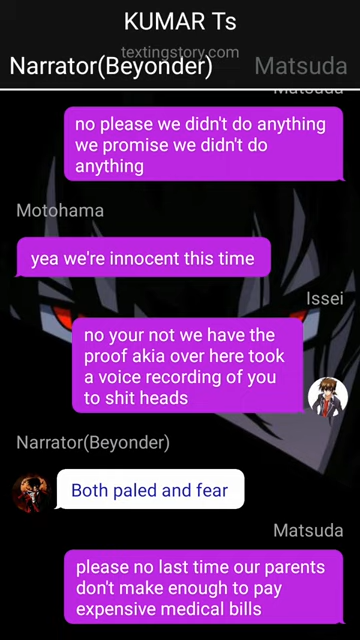 KUMAR Ts
textingstory.com
Narrator(Beyonder) Matsuda
Matsuda
no please we didn't do anything
we promise we didn't do
anything
Motohama
yea we're innocent this time
Issei
no your not we have the
proof akia over here took
a voice recording of you
to shit heads
Narrator(Beyonder)
Both paled and fear
Matsuda
please no last time our parents
don't make enough to pay
expensive medical bills